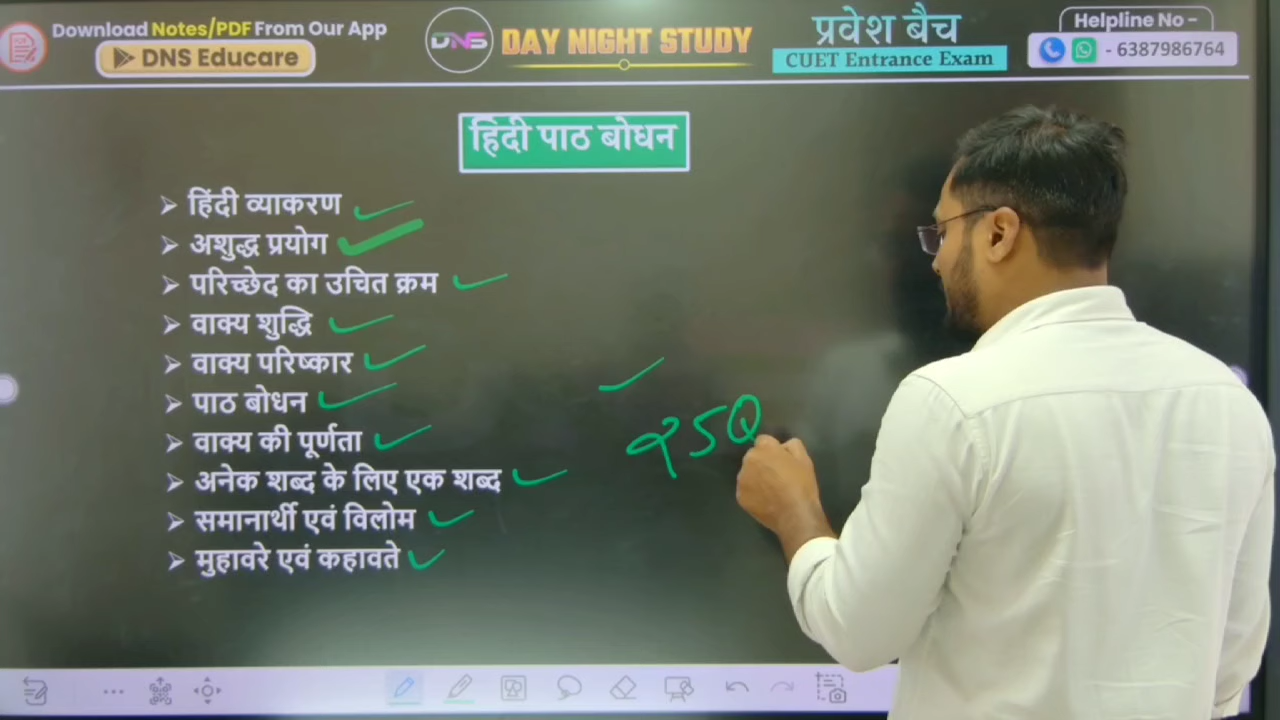 Download Notes/PDF From Our App
DNS Educare
DNS
DAY NIGHT STUDY
प्रवेश बैच
CUET Entrance Exam
Helpline No -
- 6387986764
हिंदी पाठ बोधन
➢ हिंदी व्याकरण
➢ अशुद्ध प्रयोग
➢ परिच्छेद का उचित क्रम
➢ वाक्य शुद्धि
➢ वाक्य परिष्कार
➢ पाठ बोधन
➢ वाक्य की पूर्णता
➢ अनेक शब्द के लिए एक शब्द
➢ समानार्थी एवं विलोम
➢ मुहावरे एवं कहावते
25Q